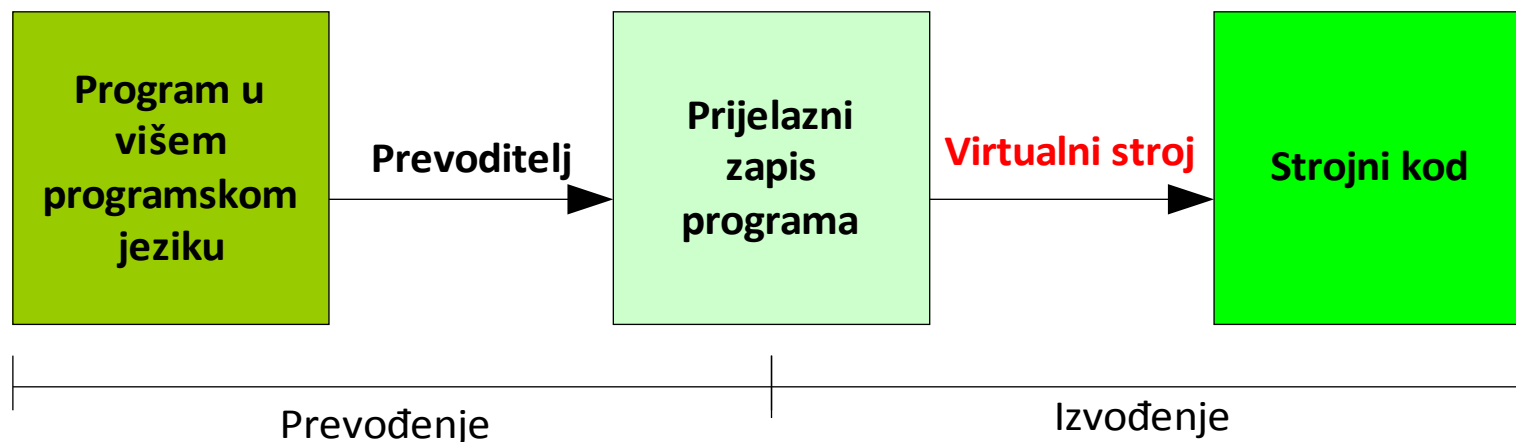 Program u
višem
programskom
jeziku
Prevoditelj
Prijelazni
zapis
programa
Virtualni stroj
Strojni kod
Prevođenje
Izvođenje